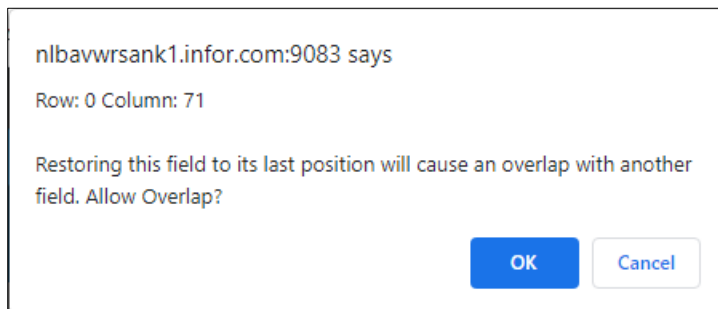 nlbavwrsank1.infor.com:9083 says
Row: 0 Column: 71
Restoring this field to its last position will cause an overlap with another
field. Allow Overlap?
OK
Cancel